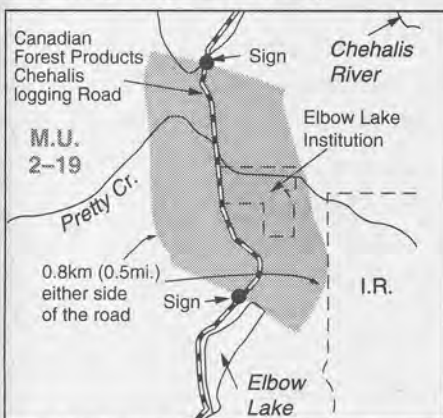 Canadian
Forest Products
Chehalis
logging Road
Sign
Chehalis
River
Elbow Lake
Institution
M.U.
2–19
Pretty Cr.
0.8km (0.5mi.)
either side
of the road
Sign
I.R.
Elbow
Lake